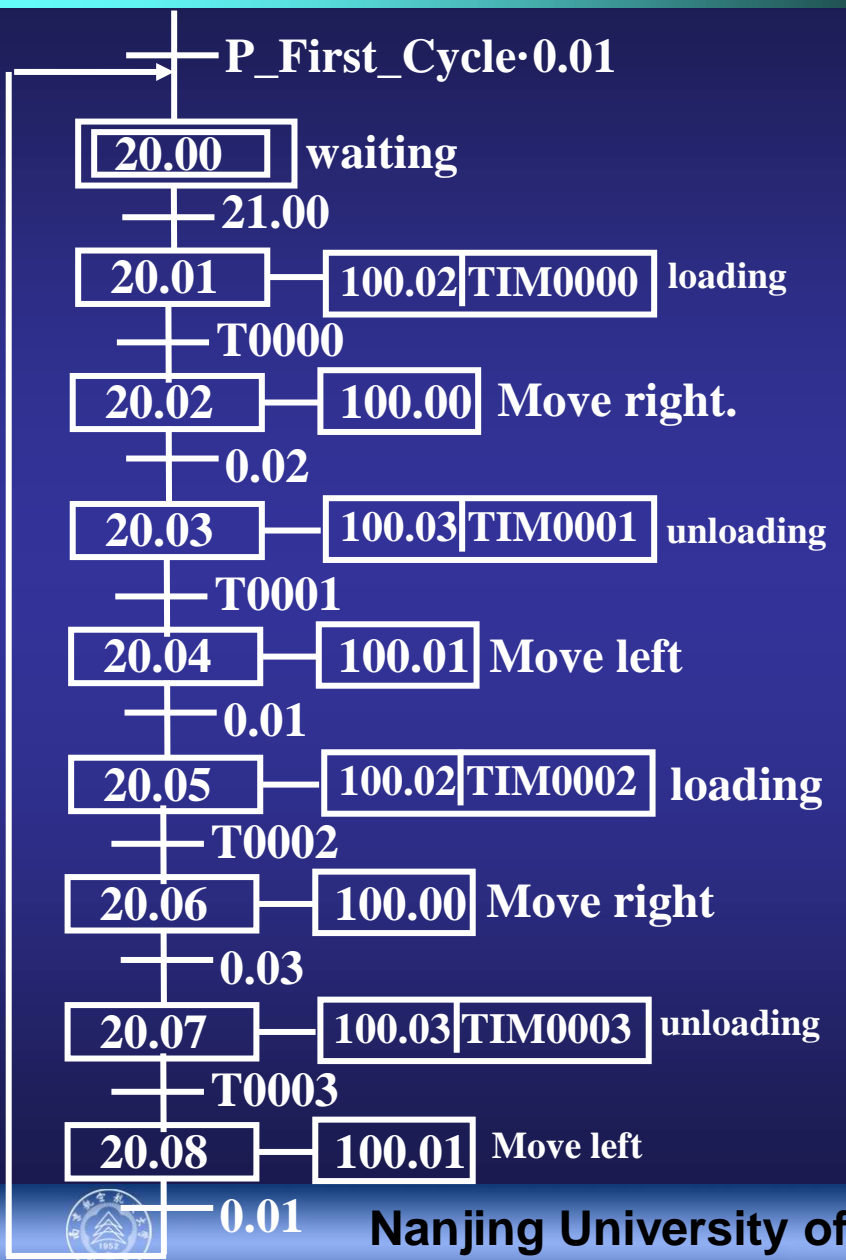 P_First_Cycle·0.01
20.00 waiting
21.00
20.01 100.02 TIM0000 loading
T0000
20.02 100.00 Move right.
0.02
20.03 100.03 TIM0001 unloading
T0001
20.04 100.01 Move left
0.01
20.05 100.02 TIM0002 loading
T0002
20.06 100.00 Move right
0.03
20.07 100.03 TIM0003 unloading
T0003
20.08 100.01 Move left
0.01
Nanjing University of
1952